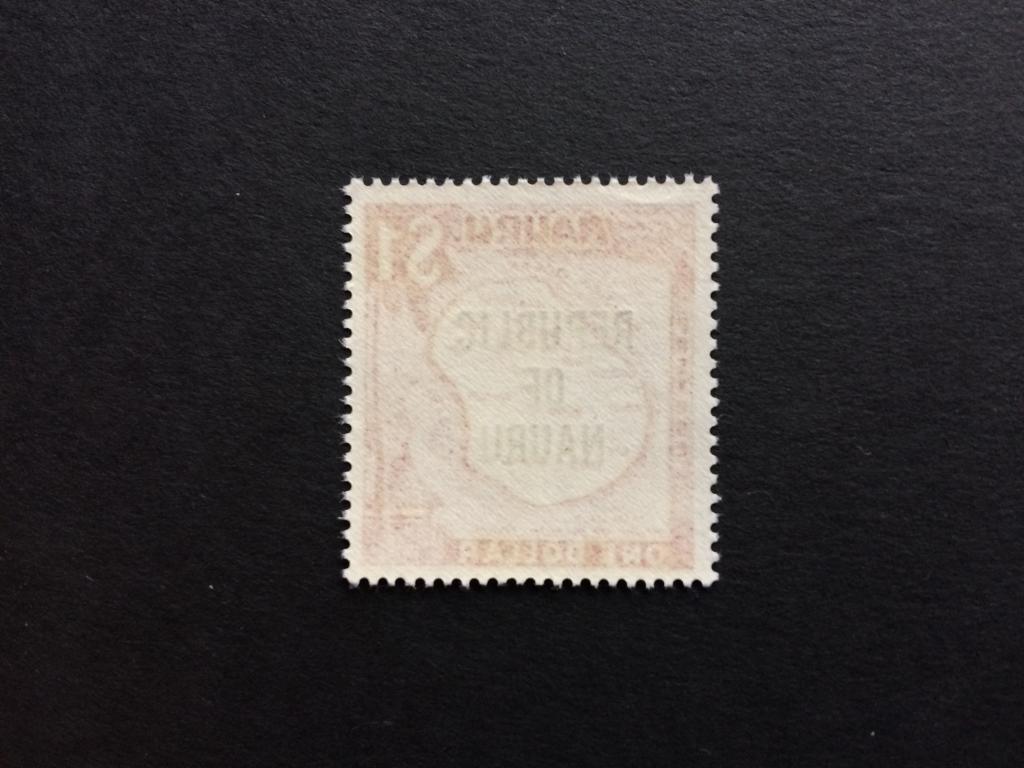 $1 NAURU
REPUBLIC
OF
NAURU
ONE DOLLAR